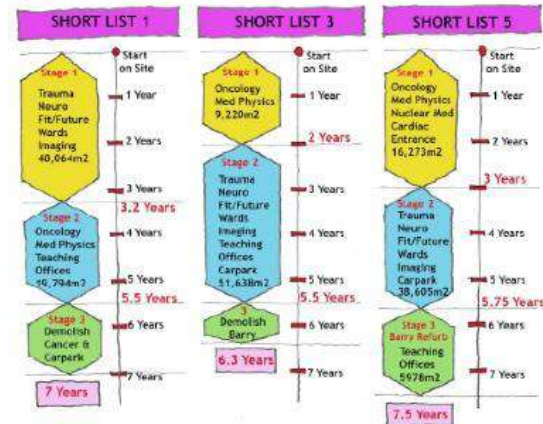 SHORT LIST 1
Start
on Site
Stage 1
Trauma
Neuro
Fit/Future
Wards
Imaging
40,064m2
1 Year
2 Years
3 Years
3.2 Years
Stage 2
Oncology
Med Physics
Teaching
Offices
19,794m2
4 Years
5 Years
5.5 Years
Stage 3
Demolish
Cancer &
Carpark
6 Years
7 Years
7 Years
SHORT LIST 3
Start
on Site
Stage 1
Oncology
Med Physics
9,220m2
1 Year
2 Years
Stage 2
Trauma
Neuro
Fit/Future
Wards
Imaging
Teaching
Offices
Carpark
51,638m2
3 Years
4 Years
5 Years
5.5 Years
3
Demolish
Barry
6 Years
6.3 Years
7 Years
SHORT LIST 5
Start
on Site
Stage 1
Oncology
Med Physics
Nuclear Med
Cardiac
Entrance
16,273m2
1 Year
2 Years
3 Years
Stage 2
Trauma
Neuro
Fit/Future
Wards
Imaging
Carpark
38,605m2
4 Years
5 Years
5.75 Years
Stage 3
Barry Refurb
Teaching
Offices
5978m2
6 Years
7 Years
7.5 Years